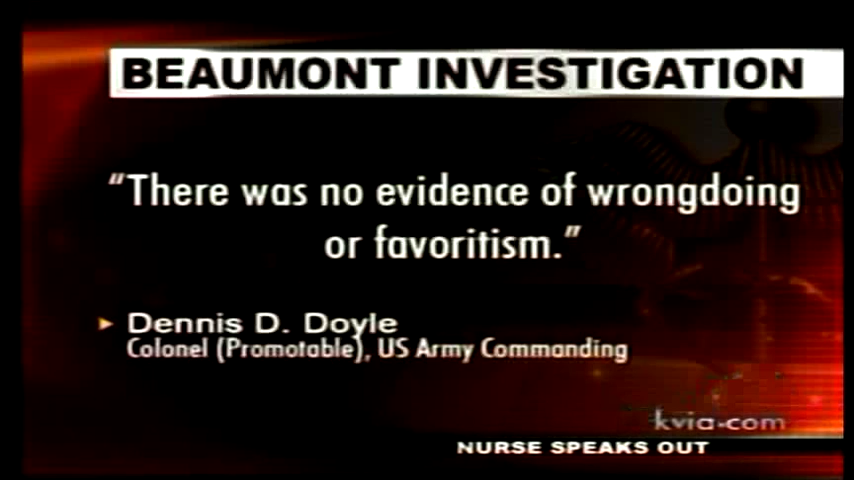 BEAUMONT INVESTIGATION
“There was no evidence of wrongdoing
or favoritism.”
Dennis D. Doyle
Colonel (Promotable), US Army Commanding
kvia.com
NURSE SPEAKS OUT